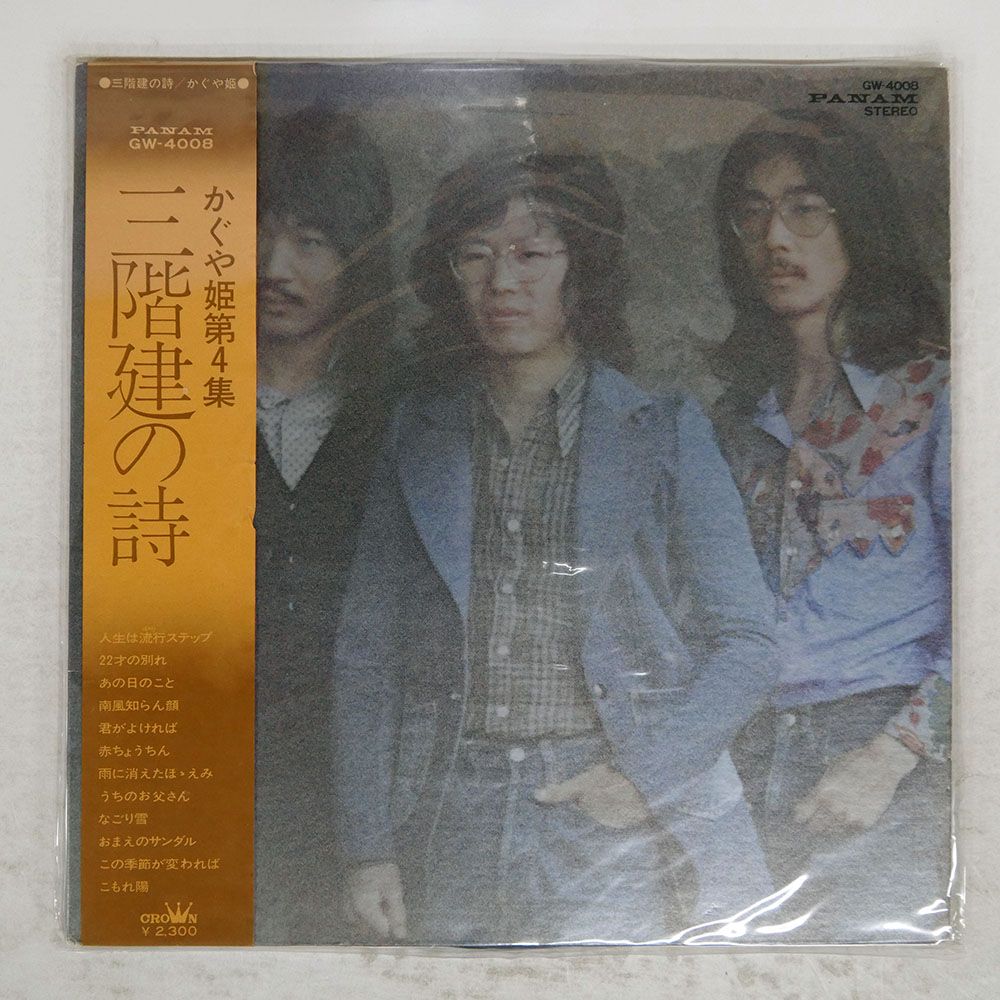 ●三階建の詩/かぐや姫●
PANAM
GW-4008
かぐや姫第4集
三階建の詩
人生は流行ステップ
22才の別れ
あの日のこと
南風知らん顔
君がよければ
赤ちょうちん
雨に消えたほゝえみ
うちのお父さん
なごり雪
おまえのサンダル
この季節が変われば
こもれ陽
CROWN
¥ 2,300
GW-4008
PANAM
STEREO